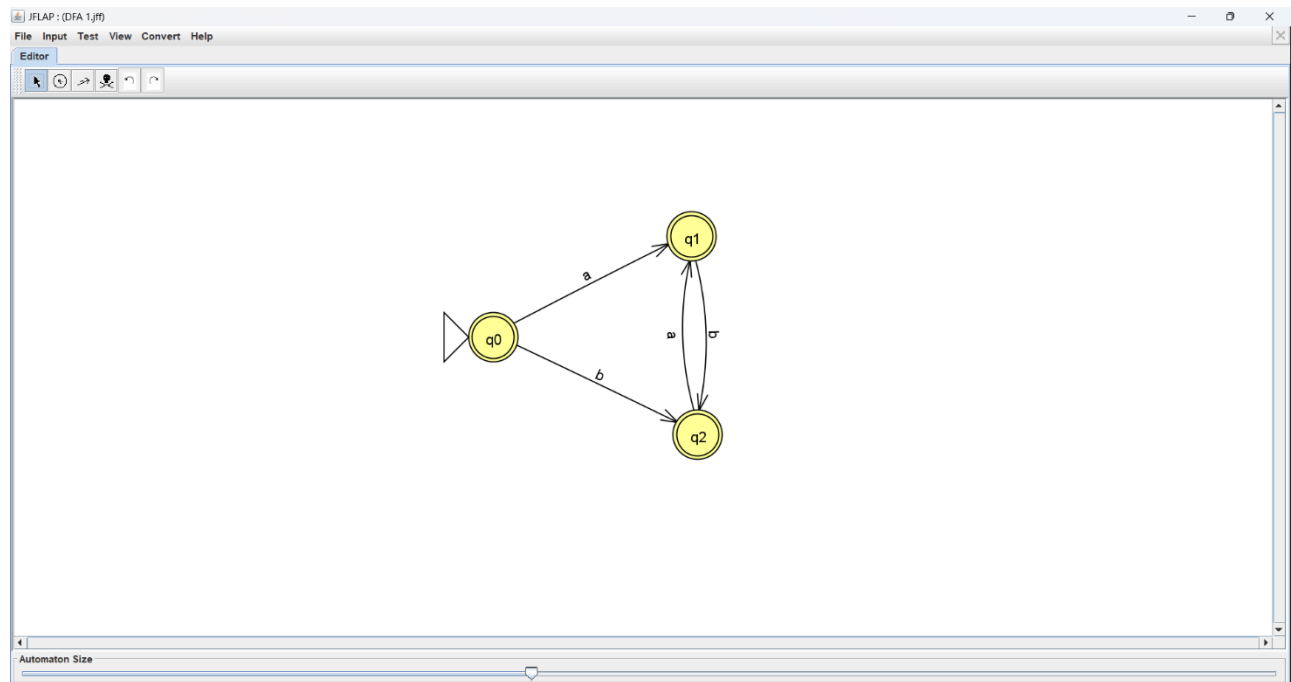 JFLAP : (DFA 1.jff)
File Input Test View Convert Help
Editor
q1
a
q0
a
b
b
q2
Automaton Size